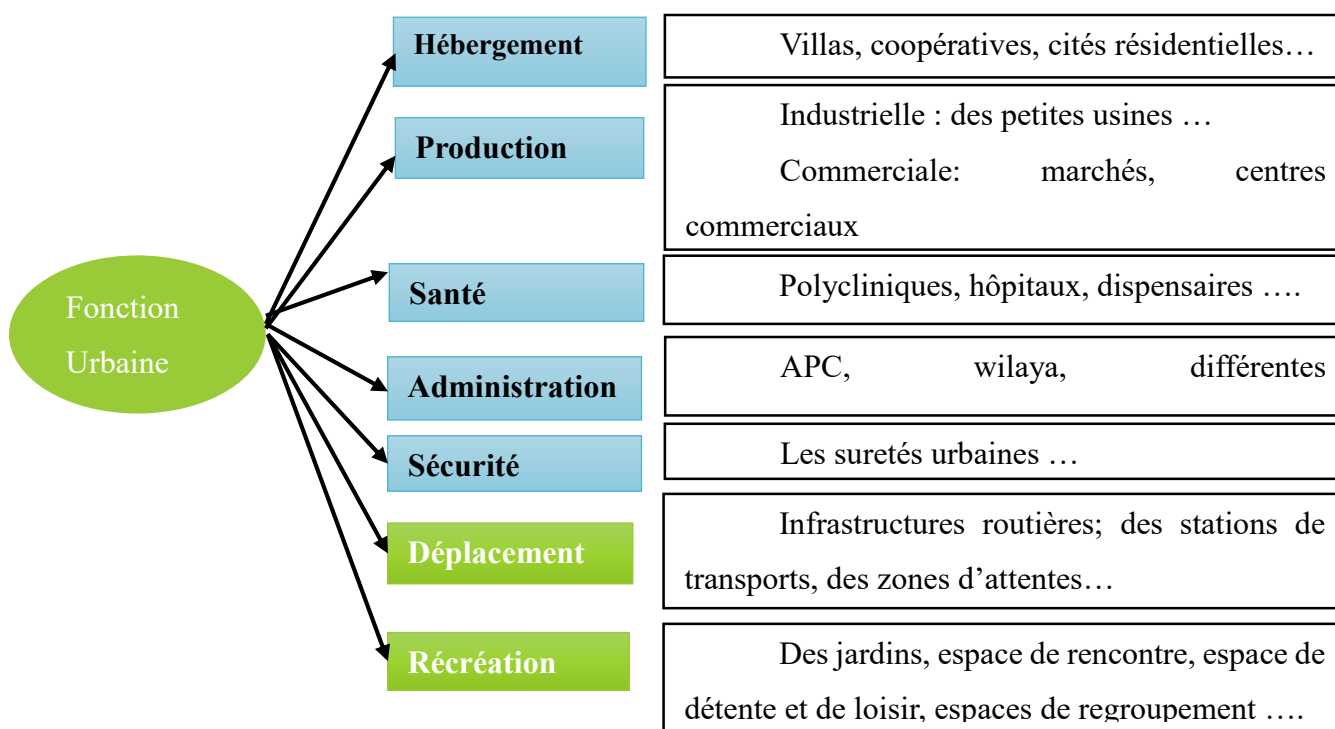 Fonction
Urbaine
Hébergement
Villas, coopératives, cités résidentielles…
Production
Industrielle : des petites usines …
Commerciale: marchés, centres
commerciaux
Santé
Polycliniques, hôpitaux, dispensaires ….
Administration
APC, wilaya, différentes
Sécurité
Les suretés urbaines …
Déplacement
Infrastructures routières; des stations de
transports, des zones d’attentes…
Récréation
Des jardins, espace de rencontre, espace de
détente et de loisir, espaces de regroupement ….